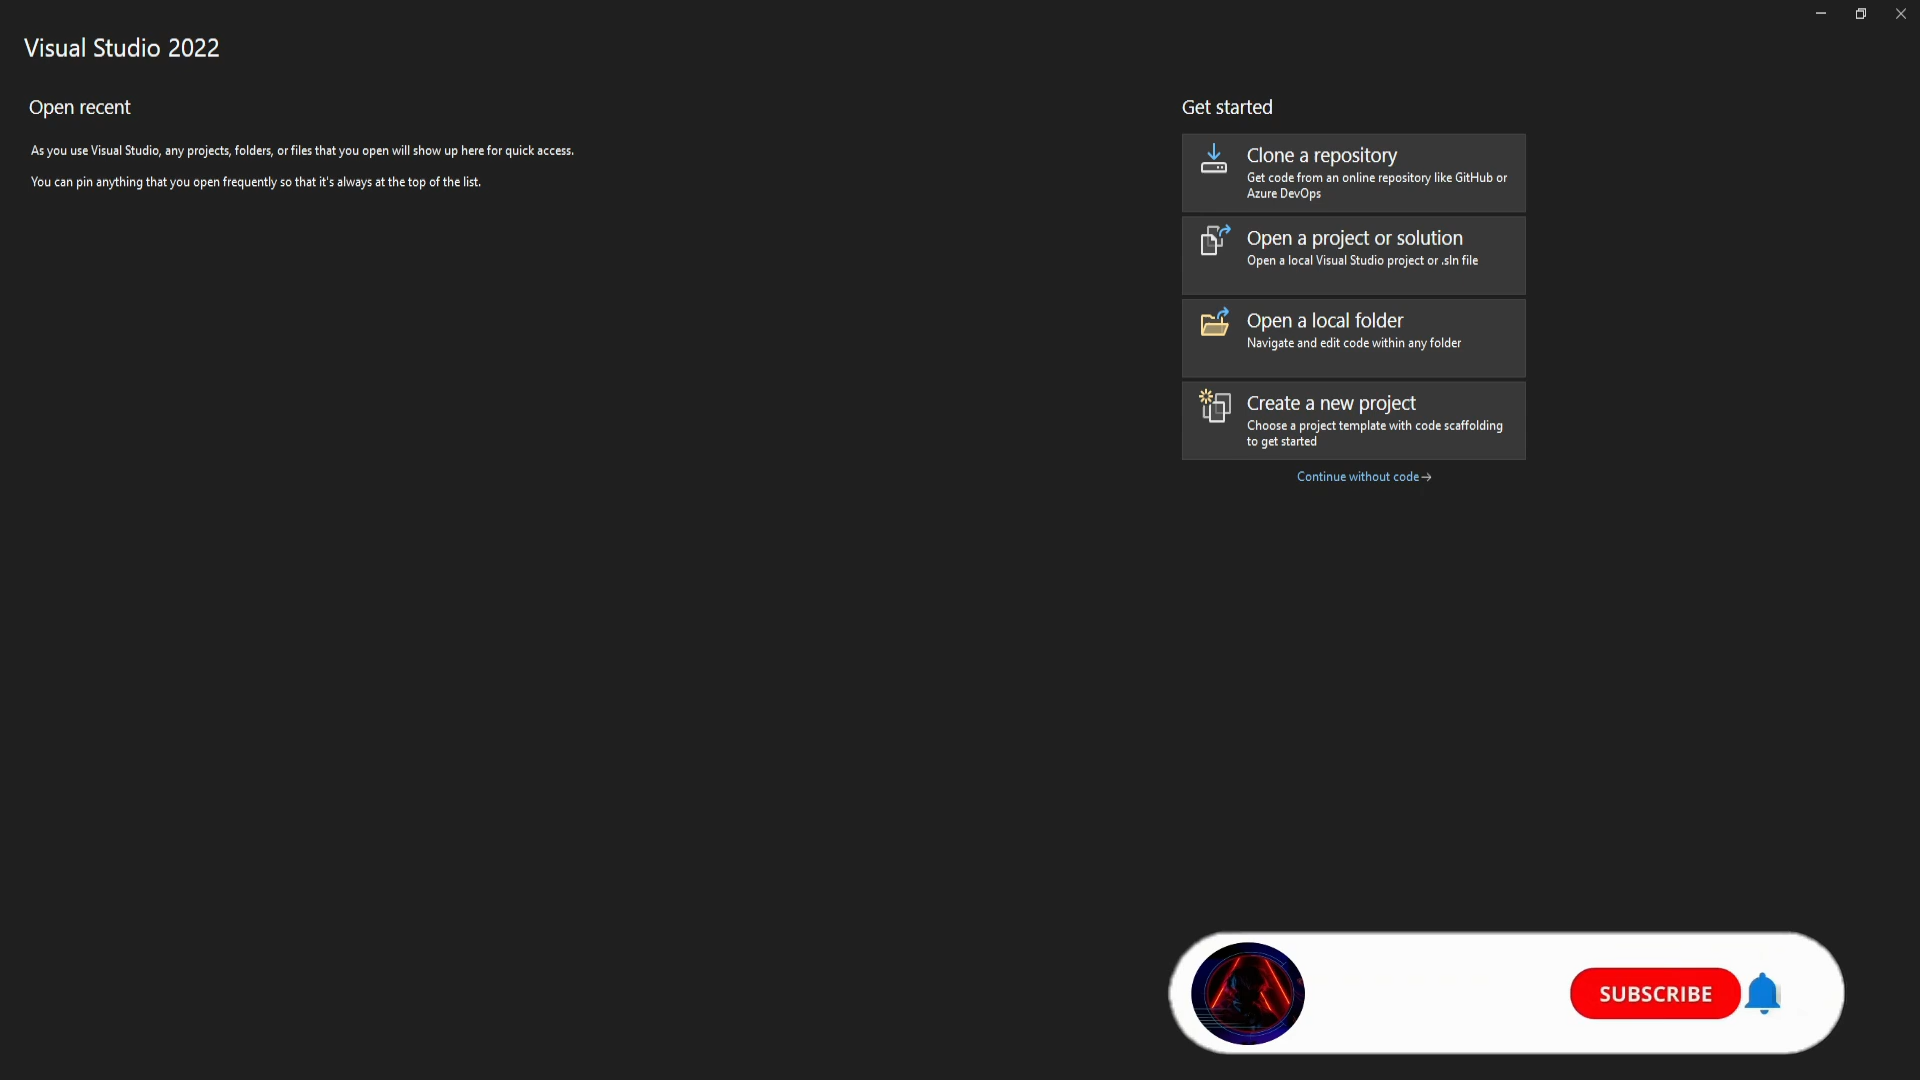 Visual Studio 2022
Open recent
As you use Visual Studio, any projects, folders, or files that you open will show up here for quick access.
You can pin anything that you open frequently so that it's always at the top of the list.
Get started
Clone a repository
Get code from an online repository like GitHub or
Azure DevOps
Open a project or solution
Open a local Visual Studio project or .sln file
Open a local folder
Navigate and edit code within any folder
Create a new project
Choose a project template with code scaffolding
to get started
Continue without code →
SUBSCRIBE